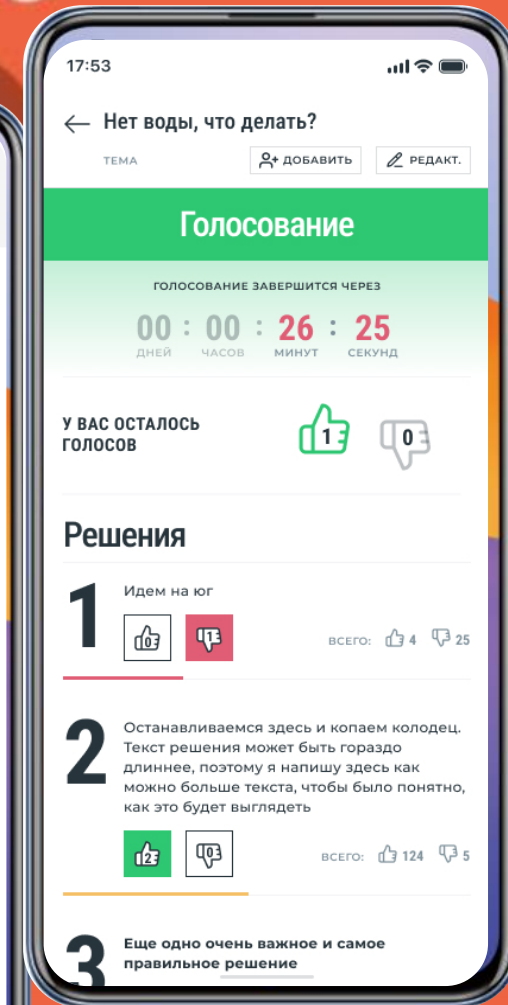 17:53
Нет воды, что делать?
ТЕМА
ДОБАВИТЬ
РЕДАКТ.
Голосование
ГОЛОСОВАНИЕ ЗАВЕРШИТСЯ ЧЕРЕЗ
00 : 00 : 26 : 25
ДНЕЙ ЧАСОВ МИНУТ СЕКУНД
У ВАС ОСТАЛОСЬ
ГОЛОСОВ
1 0
Решения
1
Идем на юг
0 1
ВСЕГО: 4 25
2
Останавливаемся здесь и копаем колодец.
Текст решения может быть гораздо
длиннее, поэтому я напишу здесь как
можно больше текста, чтобы было понятно,
как это будет выглядеть
2 0
ВСЕГО: 124 5
3
Еще одно очень важное и самое
правильное решение